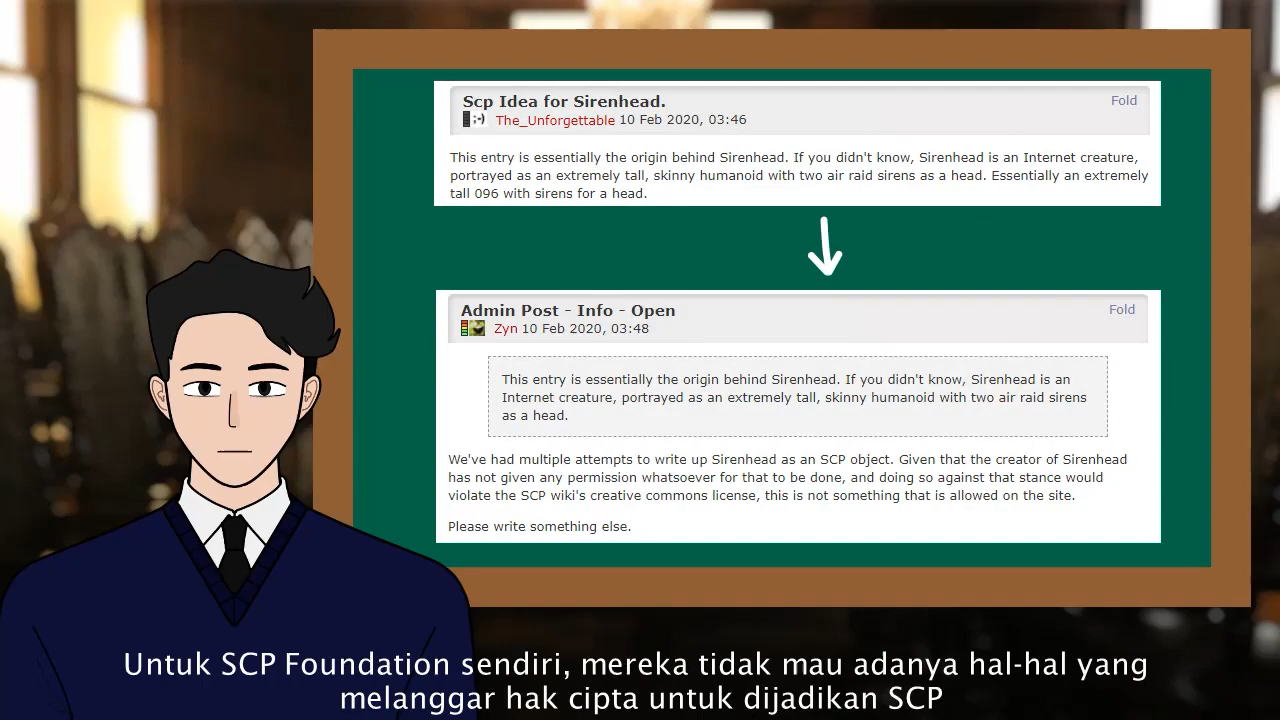 Scp Idea for Sirenhead.
Fold
The_Unforgettable 10 Feb 2020, 03:46
This entry is essentially the origin behind Sirenhead. If you didn't know, Sirenhead is an Internet creature,
portrayed as an extremely tall, skinny humanoid with two air raid sirens as a head. Essentially an extremely
tall 096 with sirens for a head.
Admin Post - Info - Open
Fold
Zyn 10 Feb 2020, 03:48
This entry is essentially the origin behind Sirenhead. If you didn't know, Sirenhead is an
Internet creature, portrayed as an extremely tall, skinny humanoid with two air raid sirens
as a head.
We've had multiple attempts to write up Sirenhead as an SCP object. Given that the creator of Sirenhead
has not given any permission whatsoever for that to be done, and doing so against that stance would
violate the SCP wiki's creative commons license, this is not something that is allowed on the site.
Please write something else.
Untuk SCP Foundation sendiri, mereka tidak mau adanya hal-hal yang
melanggar hak cipta untuk dijadikan SCP